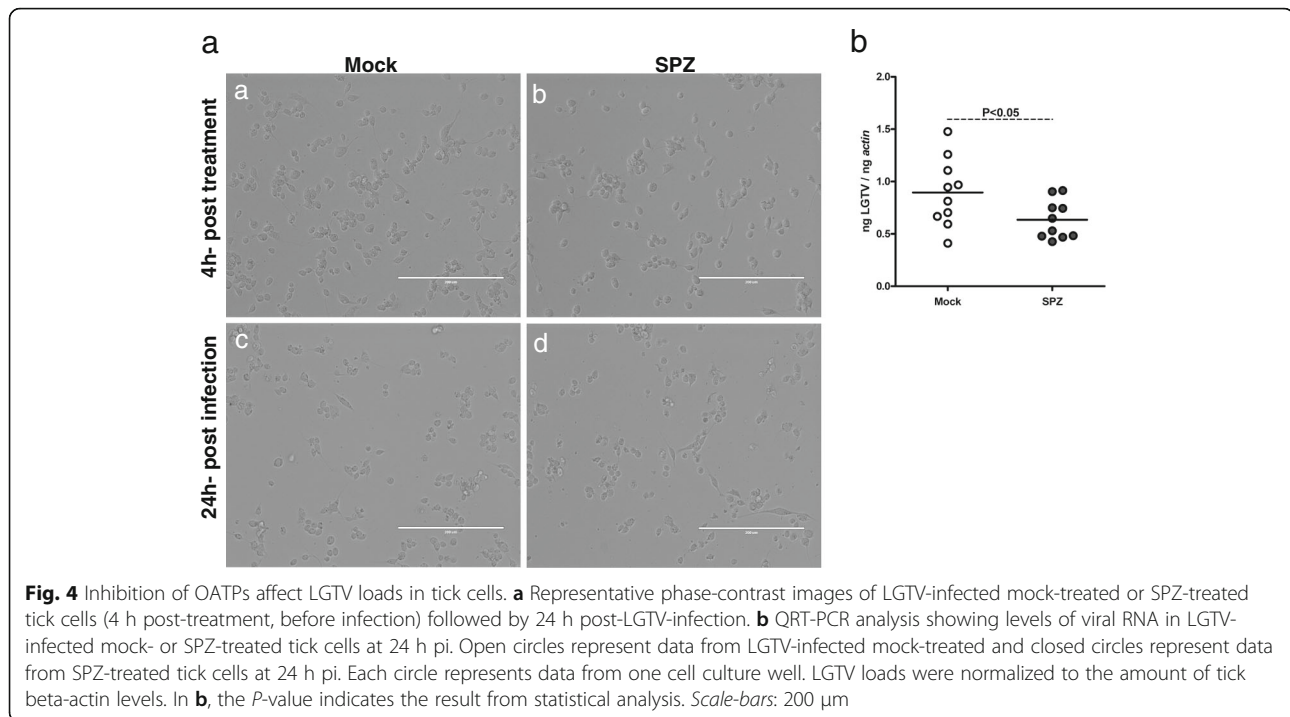 a
Mock
SPZ
4h- post treatment
a
b
24h- post infection
c
d
b
2.0
1.5
1.0
0.5
0.0
ng LGTV / ng actin
P<0.05
Mock
SPZ
Fig. 4 Inhibition of OATPs affect LGTV loads in tick cells. a Representative phase-contrast images of LGTV-infected mock-treated or SPZ-treated
tick cells (4 h post-treatment, before infection) followed by 24 h post-LGTV-infection. b QRT-PCR analysis showing levels of viral RNA in LGTV-
infected mock- or SPZ-treated tick cells at 24 h pi. Open circles represent data from LGTV-infected mock-treated and closed circles represent data
from SPZ-treated tick cells at 24 h pi. Each circle represents data from one cell culture well. LGTV loads were normalized to the amount of tick
beta-actin levels. In b, the P-value indicates the result from statistical analysis. Scale-bars: 200 μm